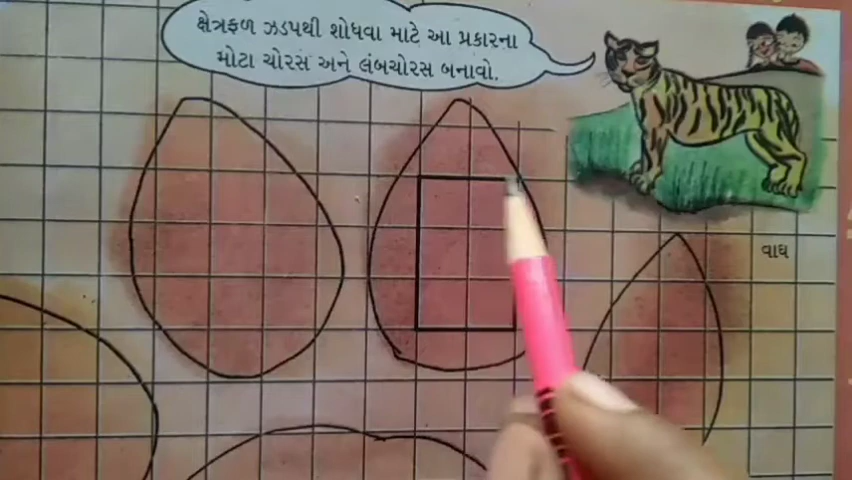 ક્ષેત્રફળ ઝડપથી શોધવા માટે આ પ્રકારના
મોટા ચોરસ અને લંબચોરસ બનાવો.
વાઘ